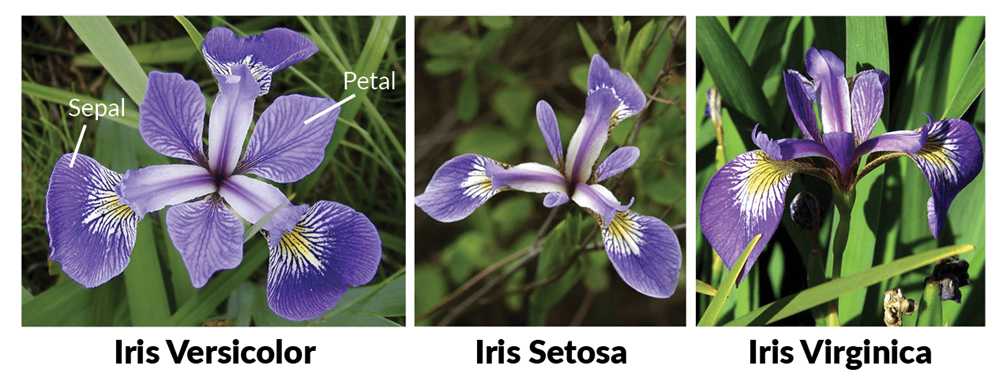 Sepal
Petal
Iris Versicolor
Iris Setosa
Iris Virginica